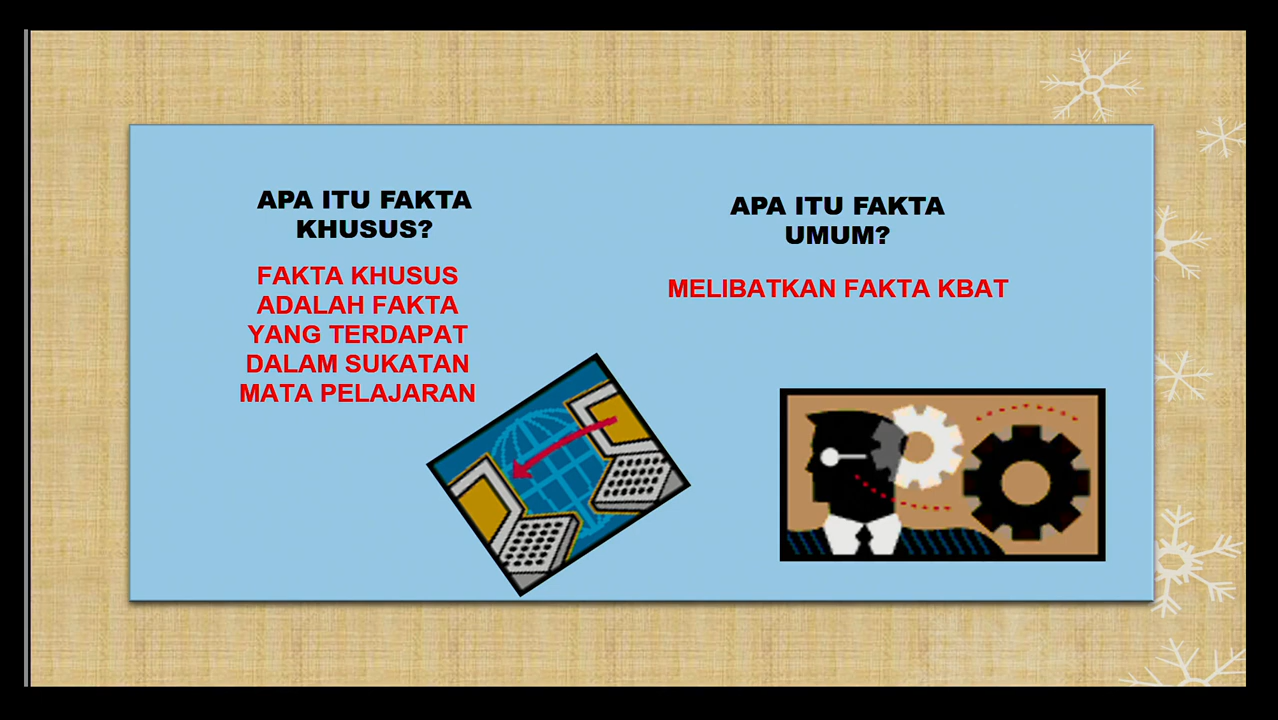 APA ITU FAKTA
KHUSUS?
FAKTA KHUSUS
ADALAH FAKTA
YANG TERDAPAT
DALAM SUKATAN
MATA PELAJARAN
APA ITU FAKTA
UMUM?
MELIBATKAN FAKTA KBAT